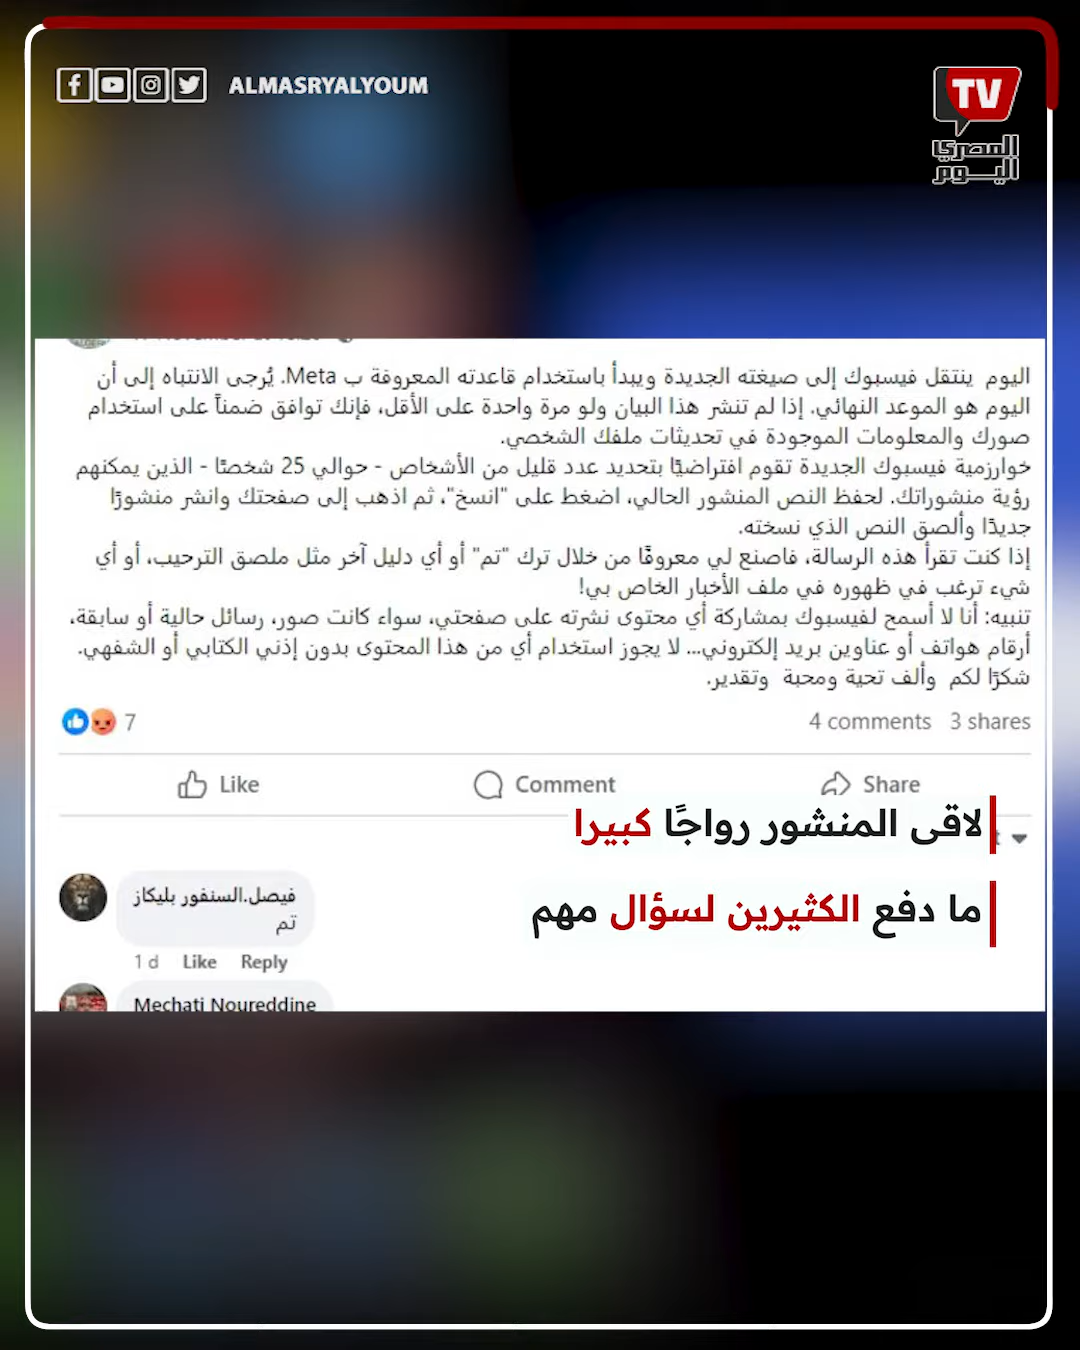 ALMASRYALYOUM
TV
المصري
اليوم
اليوم ينتقل فيسبوك إلى صيغته الجديدة ويبدأ باستخدام قاعدته المعروفة ب Meta. يُرجى الانتباه إلى أن
اليوم هو الموعد النهائي. إذا لم تنشر هذا البيان ولو مرة واحدة على الأقل، فإنك توافق ضمناً على استخدام
صورك والمعلومات الموجودة في تحديثات ملفك الشخصي.
خوارزمية فيسبوك الجديدة تقوم افتراضيًا بتحديد عدد قليل من الأشخاص - حوالي 25 شخصًا - الذين يمكنهم
رؤية منشوراتك. لحفظ النص المنشور الحالي، اضغط على "انسخ"، ثم اذهب إلى صفحتك وانشر منشورًا
جديدًا وألصق النص الذي نسخته.
إذا كنت تقرأ هذه الرسالة، فاصنع لي معروفًا من خلال ترك "تم" أو أي دليل آخر مثل ملصق الترحيب، أو أي
شيء ترغب في ظهوره في ملف الأخبار الخاص بي!
تنبيه: أنا لا أسمح لفيسبوك بمشاركة أي محتوى نشرته على صفحتي، سواء كانت صور، رسائل حالية أو سابقة،
أرقام هواتف أو عناوين بريد إلكتروني... لا يجوز استخدام أي من هذا المحتوى بدون إذني الكتابي أو الشفهي.
شكرًا لكم وألف تحية ومحبة وتقدير.
7 4 comments 3 shares
Like Comment Share
لاقى المنشور رواجًا كبيرا
ما دفع الكثيرين لسؤال مهم
فيصل.السنفور بليكاز
تم
1 d Like Reply
Mechati Noureddine